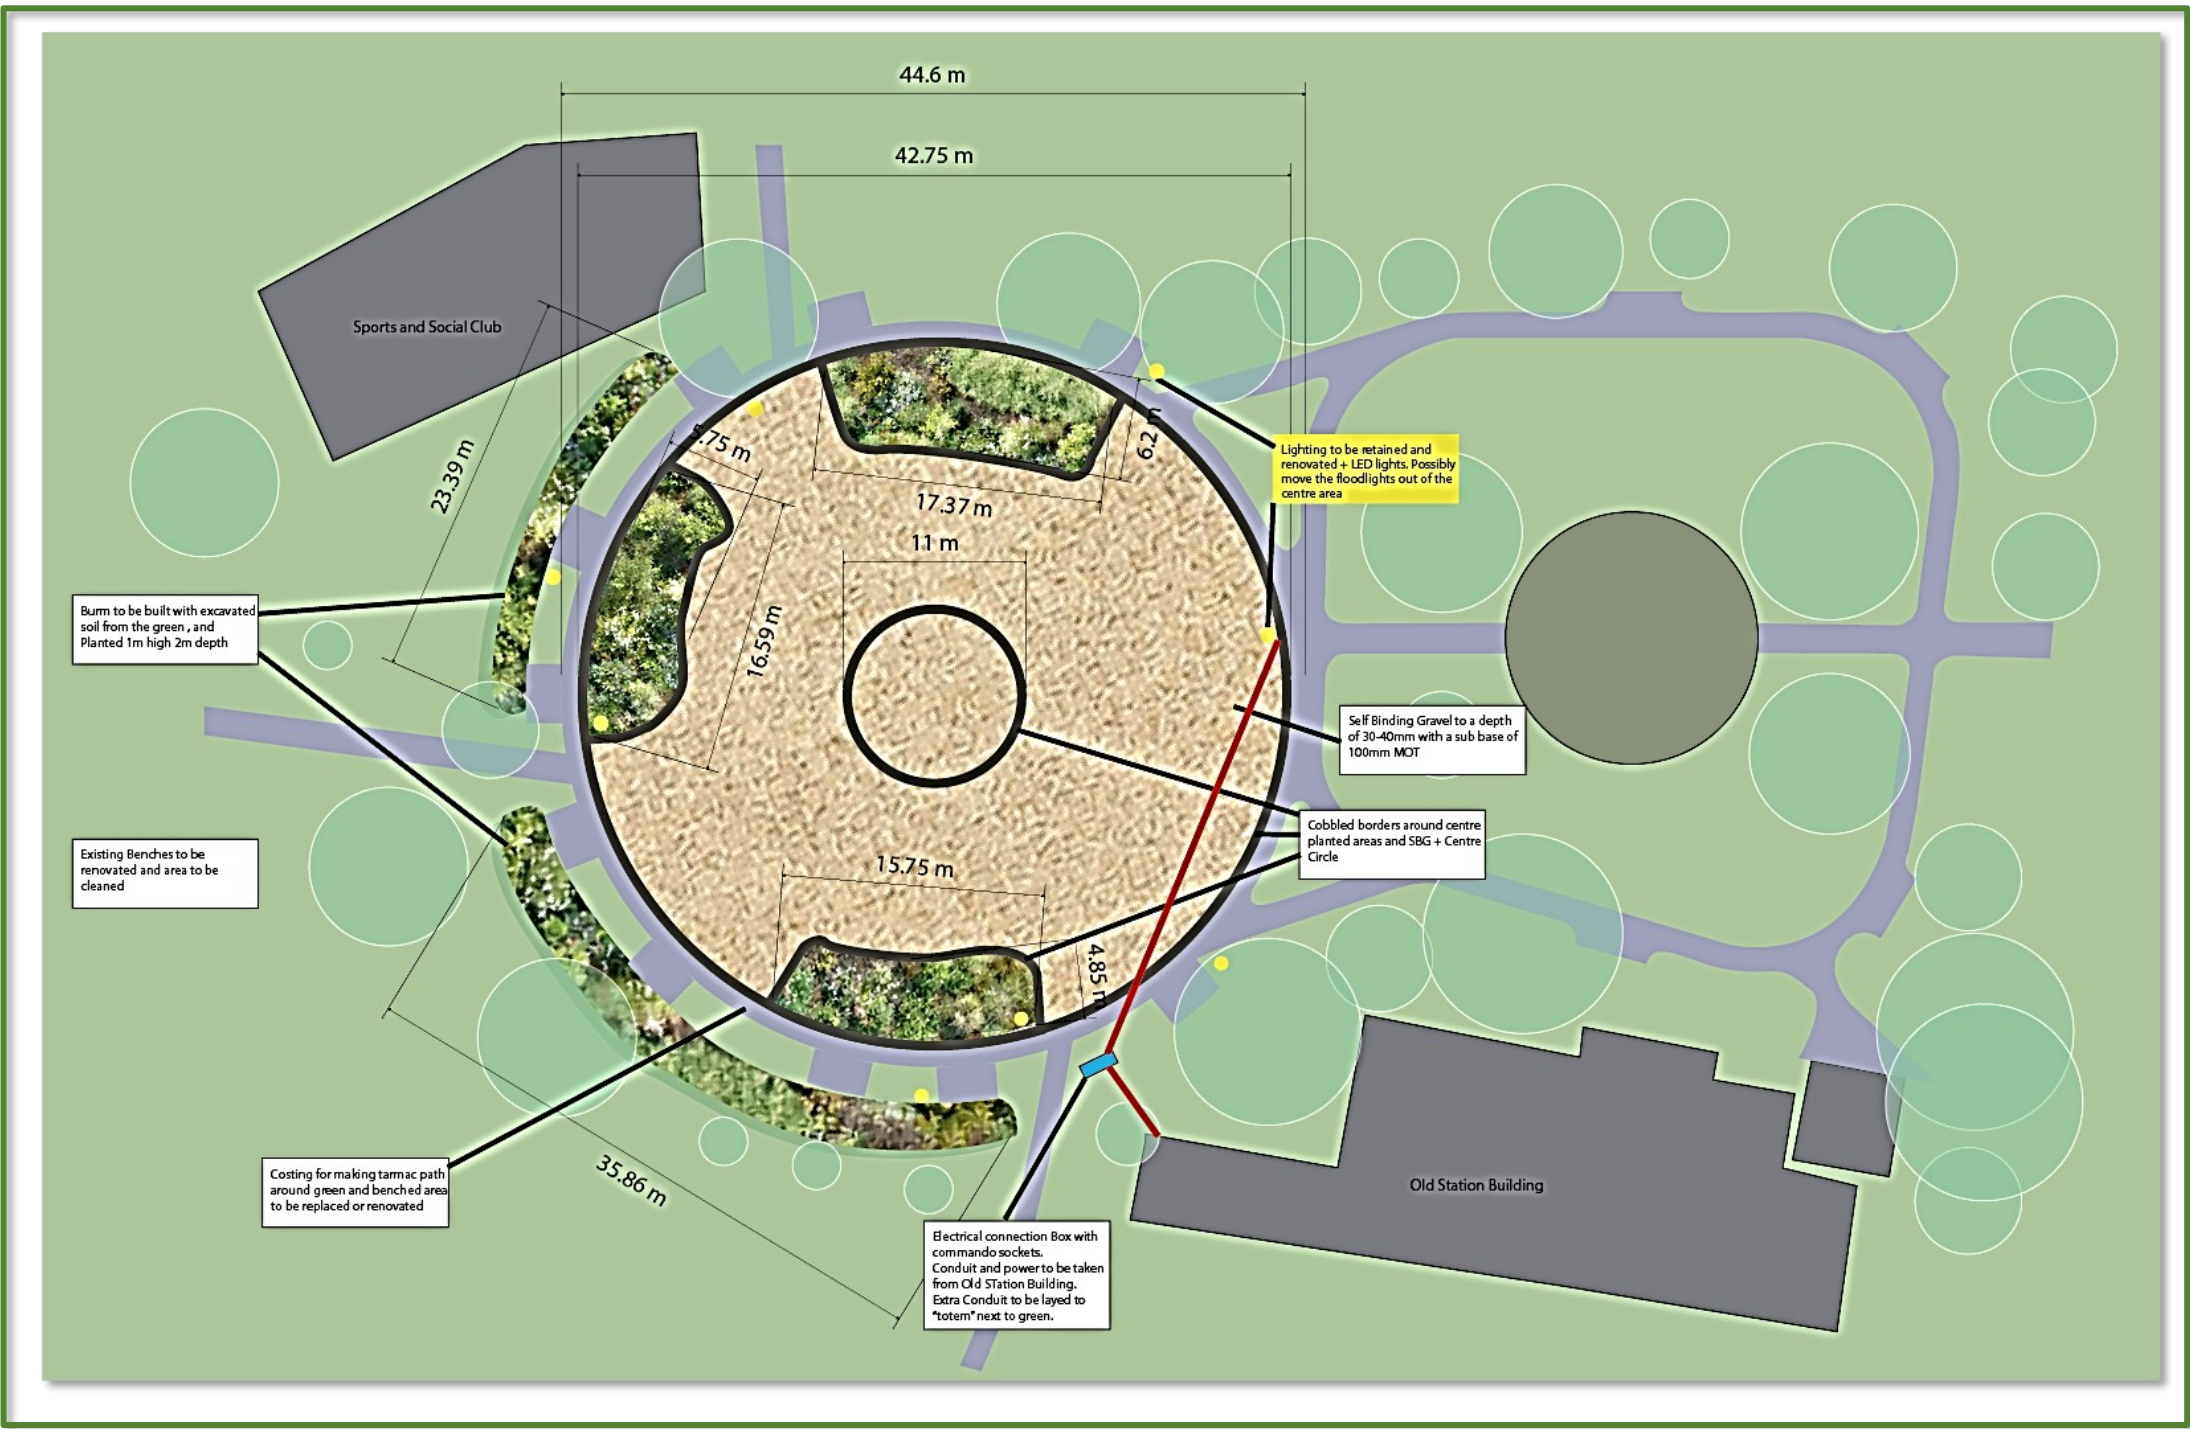 44.6 m
42.75 m
Sports and Social Club
23.39 m
5.75 m
6.2 m
17.37 m
11 m
16.59 m
Lighting to be retained and
renovated + LED lights. Possibly
move the floodlights out of the
centre area
Burm to be built with excavated
soil from the green , and
Planted 1m high 2m depth
Self Binding Gravel to a depth
of 30-40mm with a sub base of
100mm MOT
Cobbled borders around centre
planted areas and SBG + Centre
Circle
Existing Benches to be
renovated and area to be
cleaned
15.75 m
4.85 m
35.86 m
Costing for making tarmac path
around green and benched area
to be replaced or renovated
Old Station Building
Electrical connection Box with
commando sockets.
Conduit and power to be taken
from Old STation Building.
Extra Conduit to be layed to
"totem" next to green.